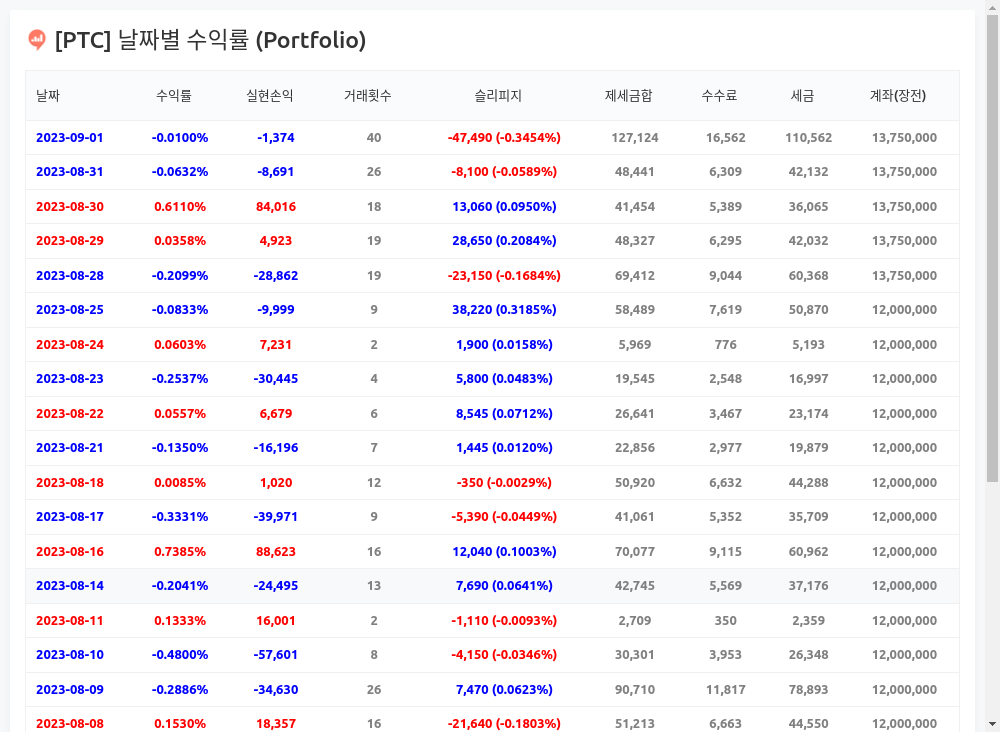 [PTC] 날짜별 수익률 (Portfolio)
날짜 수익률 실현손익 거래횟수 슬리피지 제세금합 수수료 세금 계좌(장전)
2023-09-01 -0.0100% -1,374 40 -47,490 (-0.3454%) 127,124 16,562 110,562 13,750,000
2023-08-31 -0.0632% -8,691 26 -8,100 (-0.0589%) 48,441 6,309 42,132 13,750,000
2023-08-30 0.6110% 84,016 18 13,060 (0.0950%) 41,454 5,389 36,065 13,750,000
2023-08-29 0.0358% 4,923 19 28,650 (0.2084%) 48,327 6,295 42,032 13,750,000
2023-08-28 -0.2099% -28,862 19 -23,150 (-0.1684%) 69,412 9,044 60,368 13,750,000
2023-08-25 -0.0833% -9,999 9 38,220 (0.3185%) 58,489 7,619 50,870 12,000,000
2023-08-24 0.0603% 7,231 2 1,900 (0.0158%) 5,969 776 5,193 12,000,000
2023-08-23 -0.2537% -30,445 4 5,800 (0.0483%) 19,545 2,548 16,997 12,000,000
2023-08-22 0.0557% 6,679 6 8,545 (0.0712%) 26,641 3,467 23,174 12,000,000
2023-08-21 -0.1350% -16,196 7 1,445 (0.0120%) 22,856 2,977 19,879 12,000,000
2023-08-18 0.0085% 1,020 12 -350 (-0.0029%) 50,920 6,632 44,288 12,000,000
2023-08-17 -0.3331% -39,971 9 -5,390 (-0.0449%) 41,061 5,352 35,709 12,000,000
2023-08-16 0.7385% 88,623 16 12,040 (0.1003%) 70,077 9,115 60,962 12,000,000
2023-08-14 -0.2041% -24,495 13 7,690 (0.0641%) 42,745 5,569 37,176 12,000,000
2023-08-11 0.1333% 16,001 2 -1,110 (-0.0093%) 2,709 350 2,359 12,000,000
2023-08-10 -0.4800% -57,601 8 -4,150 (-0.0346%) 30,301 3,953 26,348 12,000,000
2023-08-09 -0.2886% -34,630 26 7,470 (0.0623%) 90,710 11,817 78,893 12,000,000
2023-08-08 0.1530% 18,357 16 -21,640 (-0.1803%) 51,213 6,663 44,550 12,000,000